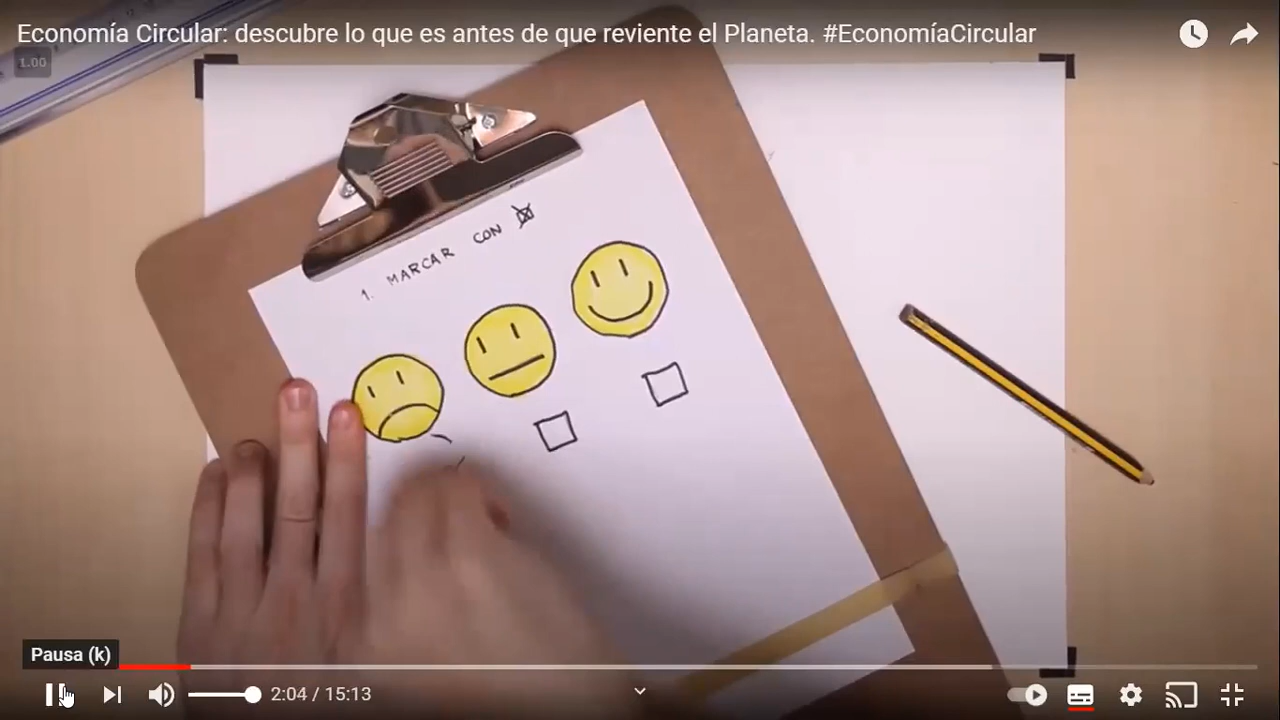 Economía Circular: descubre lo que es antes de que reviente el Planeta. #EconomíaCircular
1.00
1. MARCAR CON
Pausa (k)
2:04 / 15:13